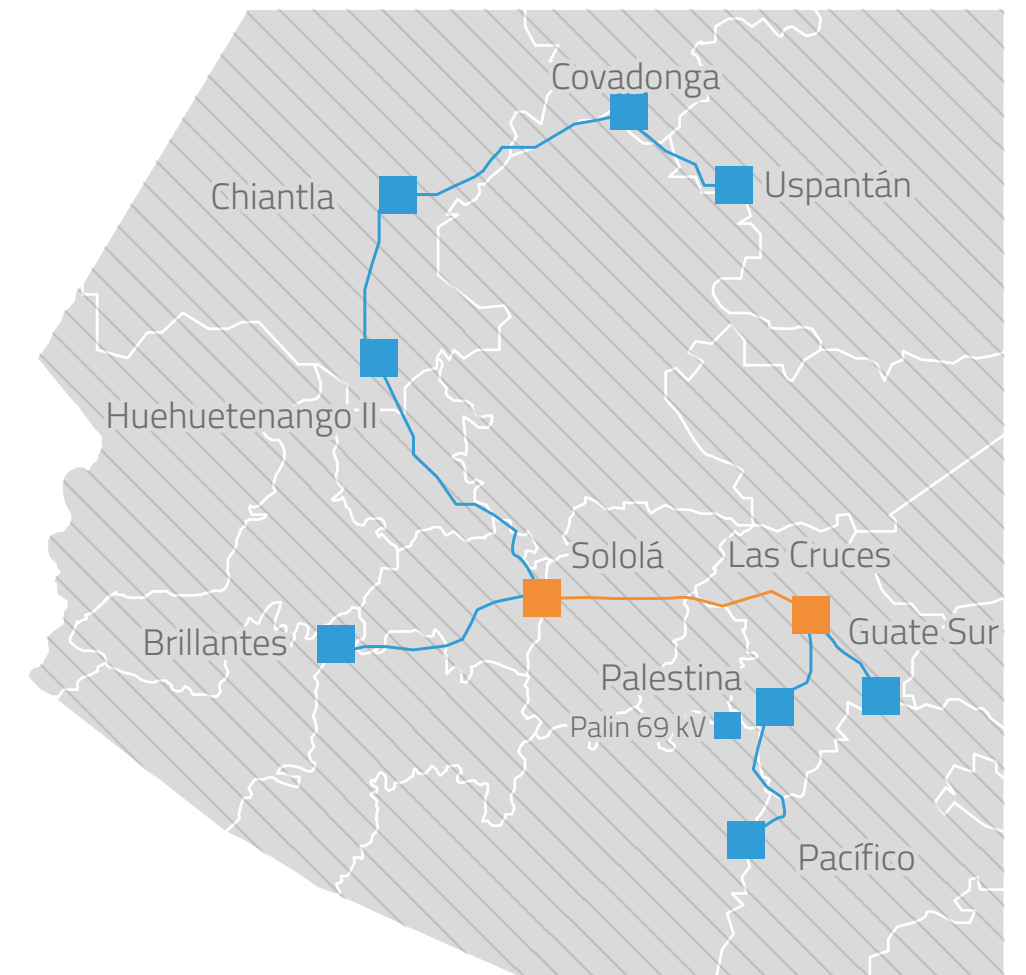 Covadonga
Chiantla
Uspantán
Huehuetenango II
Sololá
Las Cruces
Brillantes
Guate Sur
Palestina
Palin 69 kV
Pacífico